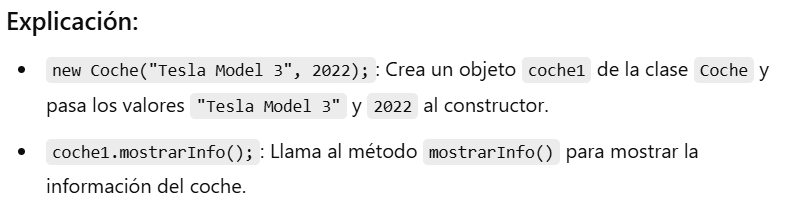 Explicación:
• new Coche("Tesla Model 3", 2022); : Crea un objeto coche1 de la clase Coche y
pasa los valores "Tesla Model 3" y 2022 al constructor.
• coche1.mostrarInfo(); : Llama al método mostrarInfo() para mostrar la
información del coche.